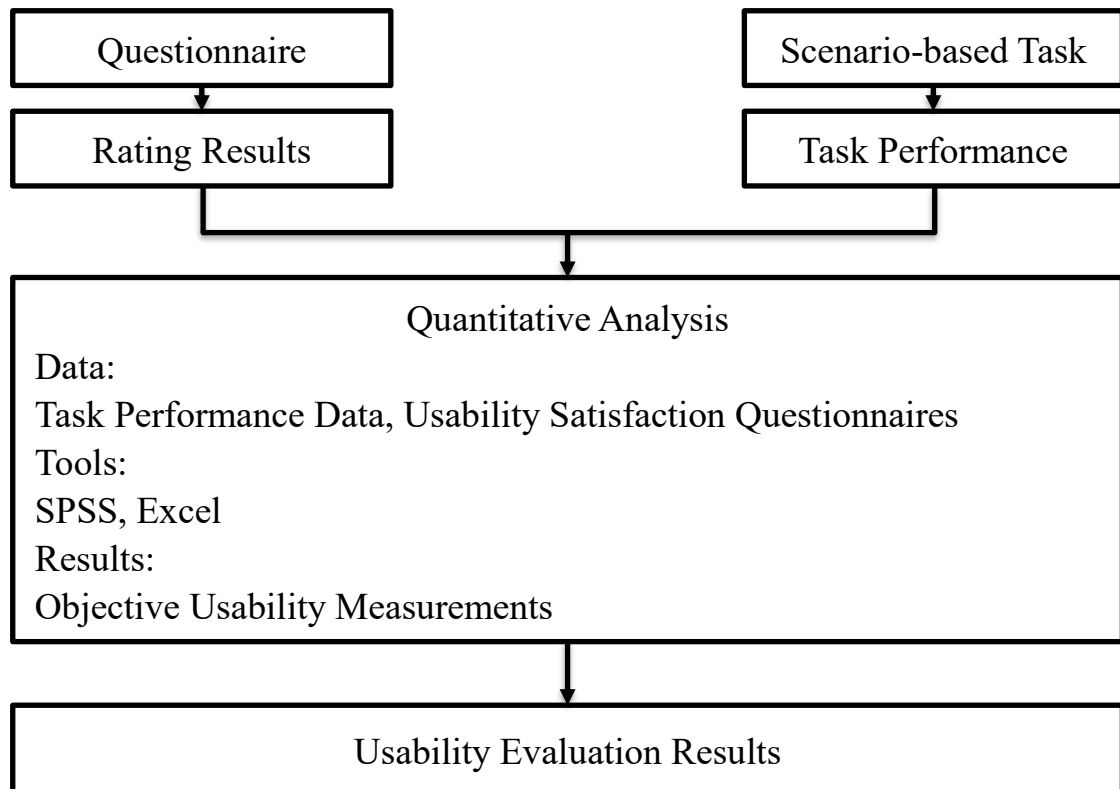 Questionnaire
Scenario-based Task
Rating Results
Task Performance
Quantitative Analysis
Data:
Task Performance Data, Usability Satisfaction Questionnaires
Tools:
SPSS, Excel
Results:
Objective Usability Measurements
Usability Evaluation Results